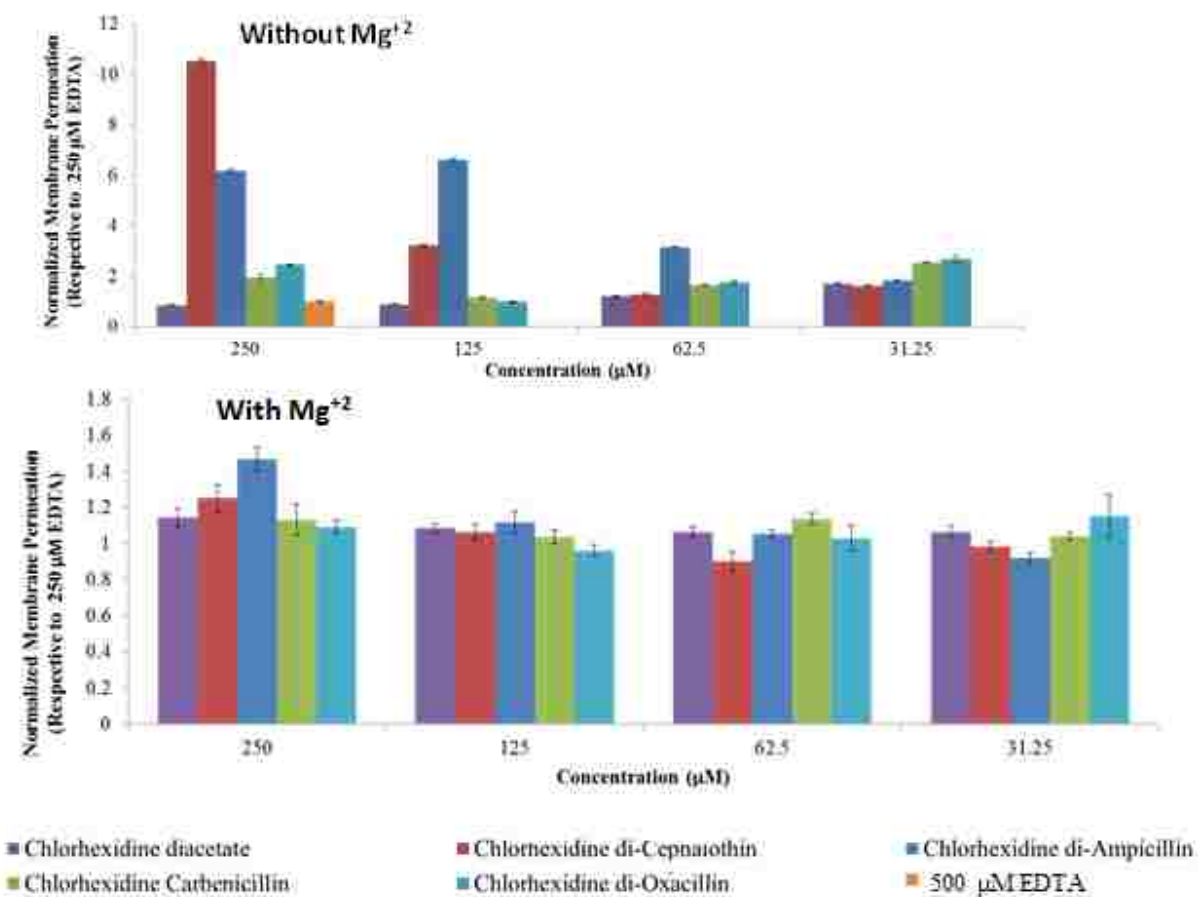 Without Mg+2
Normalized Membrane Permeation
(Respective to 250 µM EDTA)
12
10
8
6
4
2
0
250 125 62.5 31.25
Concentration (µM)
With Mg+2
Normalized Membrane Permeation
(Respective to 250 µM EDTA)
1.8
1.6
1.4
1.2
1
0.8
0.6
0.4
0.2
0
250 125 62.5 31.25
Concentration (µM)
Chlorhexidine diacetate Chlorhexidine di-Cephalothin Chlorhexidine di-Ampicillin
Chlorhexidine Carbenicillin Chlorhexidine di-Oxacillin 500 µM EDTA